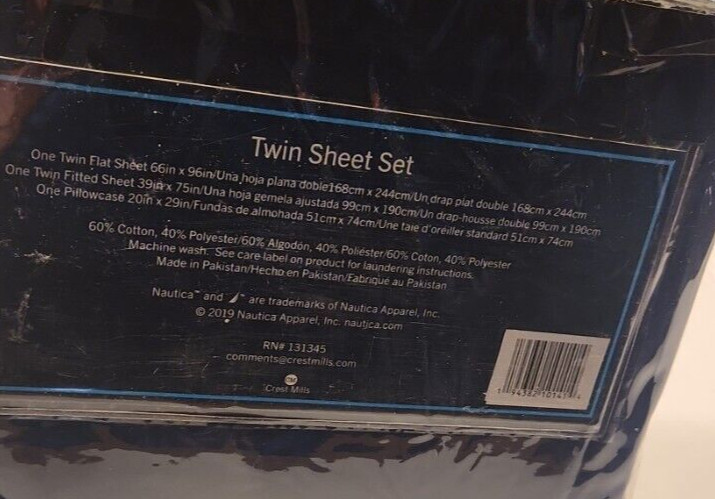 Twin Sheet Set
One Twin Flat Sheet 66in x 96in/Una hoja plana doble168cm x 244cm/Un drap plat double 168cm x 244cm
One Twin Fitted Sheet 39in x 75in/Una hoja gemela ajustada 99cm x 190cm/Un drap-housse double 99cm x 190cm
One Pillowcase 20in x 29in/Fundas de almohada 51cm x 74cm/Une taie d'oreiller standard 51cm x 74cm
60% Cotton, 40% Polyester/60% Algodón, 40% Poliéster/60% Coton, 40% Polyester
Machine wash. See care label on product for laundering instructions.
Made in Pakistan/Hecho en Pakistan/Fabriqué au Pakistan
Nautica™ and ™ are trademarks of Nautica Apparel, Inc.
© 2019 Nautica Apparel, Inc. nautica.com
RN# 131345
comments@crestmills.com
Crest Mills